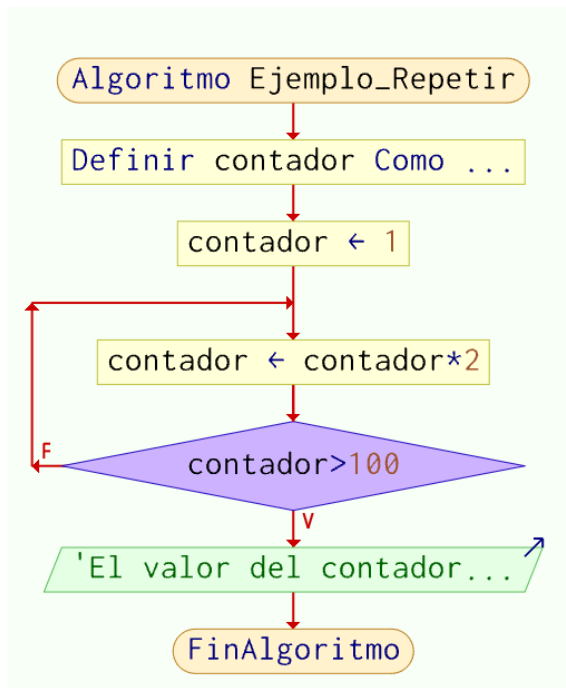 Algoritmo Ejemplo_Repetir
Definir contador Como ...
contador ← 1
contador ← contador*2
F
contador>100
V
'El valor del contador...
FinAlgoritmo